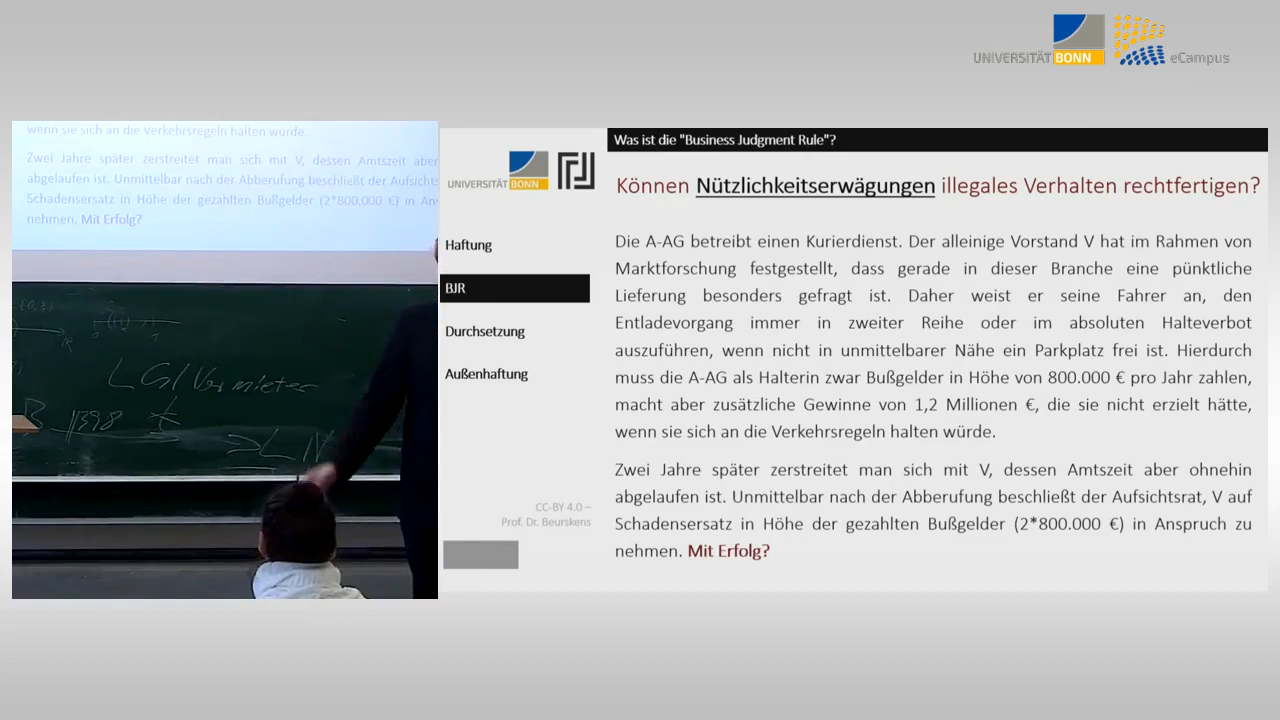 UNIVERSITÄT BONN
eCampus
wenn sie sich an die Verkehrsregeln halten würde.
Zwei Jahre später zerstreitet man sich mit V, dessen Amtszeit aber
abgelaufen ist. Unmittelbar nach der Abberufung beschließt der Aufsichts
Schadensersatz in Höhe der gezahlten Bußgelder (2*800.000 €) in An
nehmen. Mit Erfolg?
LG/Vermieter
B 1398
UNIVERSITÄT BONN
Haftung
BJR
Durchsetzung
Außenhaftung
CC-BY 4.0 –
Prof. Dr. Beurskens
Was ist die "Business Judgment Rule"?
Können Nützlichkeitserwägungen illegales Verhalten rechtfertigen?
Die A-AG betreibt einen Kurierdienst. Der alleinige Vorstand V hat im Rahmen von
Marktforschung festgestellt, dass gerade in dieser Branche eine pünktliche
Lieferung besonders gefragt ist. Daher weist er seine Fahrer an, den
Entladevorgang immer in zweiter Reihe oder im absoluten Halteverbot
auszuführen, wenn nicht in unmittelbarer Nähe ein Parkplatz frei ist. Hierdurch
muss die A-AG als Halterin zwar Bußgelder in Höhe von 800.000 € pro Jahr zahlen,
macht aber zusätzliche Gewinne von 1,2 Millionen €, die sie nicht erzielt hätte,
wenn sie sich an die Verkehrsregeln halten würde.
Zwei Jahre später zerstreitet man sich mit V, dessen Amtszeit aber ohnehin
abgelaufen ist. Unmittelbar nach der Abberufung beschließt der Aufsichtsrat, V auf
Schadensersatz in Höhe der gezahlten Bußgelder (2*800.000 €) in Anspruch zu
nehmen. Mit Erfolg?